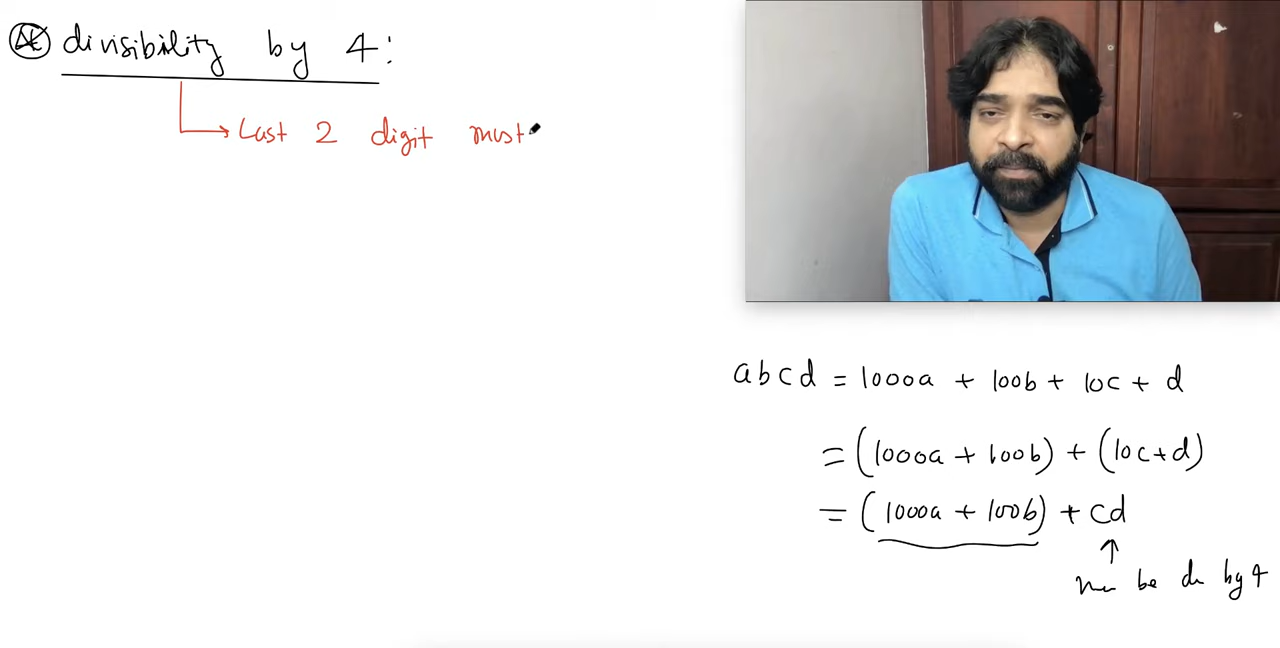 divisibility by 4:
Last 2 digit must
abcd = 1000a + 100b + 10c + d
= (1000a + 100b) + (10c+d)
= (1000a + 100b) + cd
be by 4